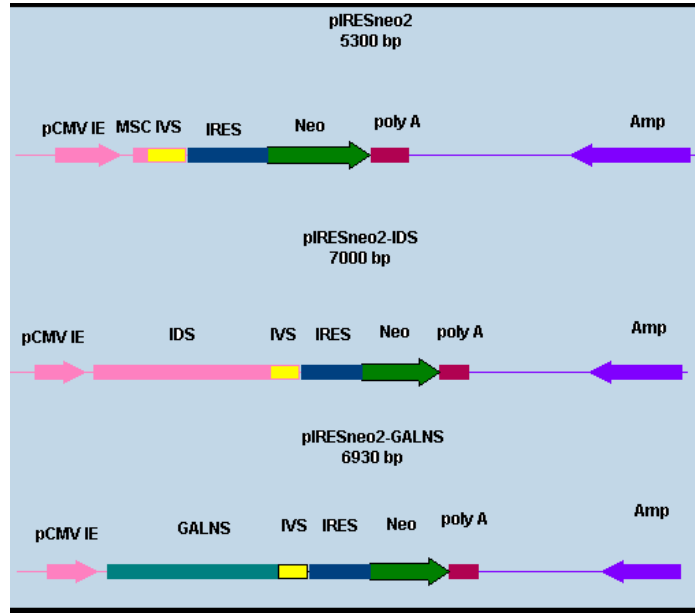 pIRESneo2
5300 bp
pCMV IE MSC IVS IRES Neo poly A Amp
pIRESneo2-IDS
7000 bp
pCMV IE IDS IVS IRES Neo poly A Amp
pIRESneo2-GALNS
6930 bp
pCMV IE GALNS IVS IRES Neo poly A Amp